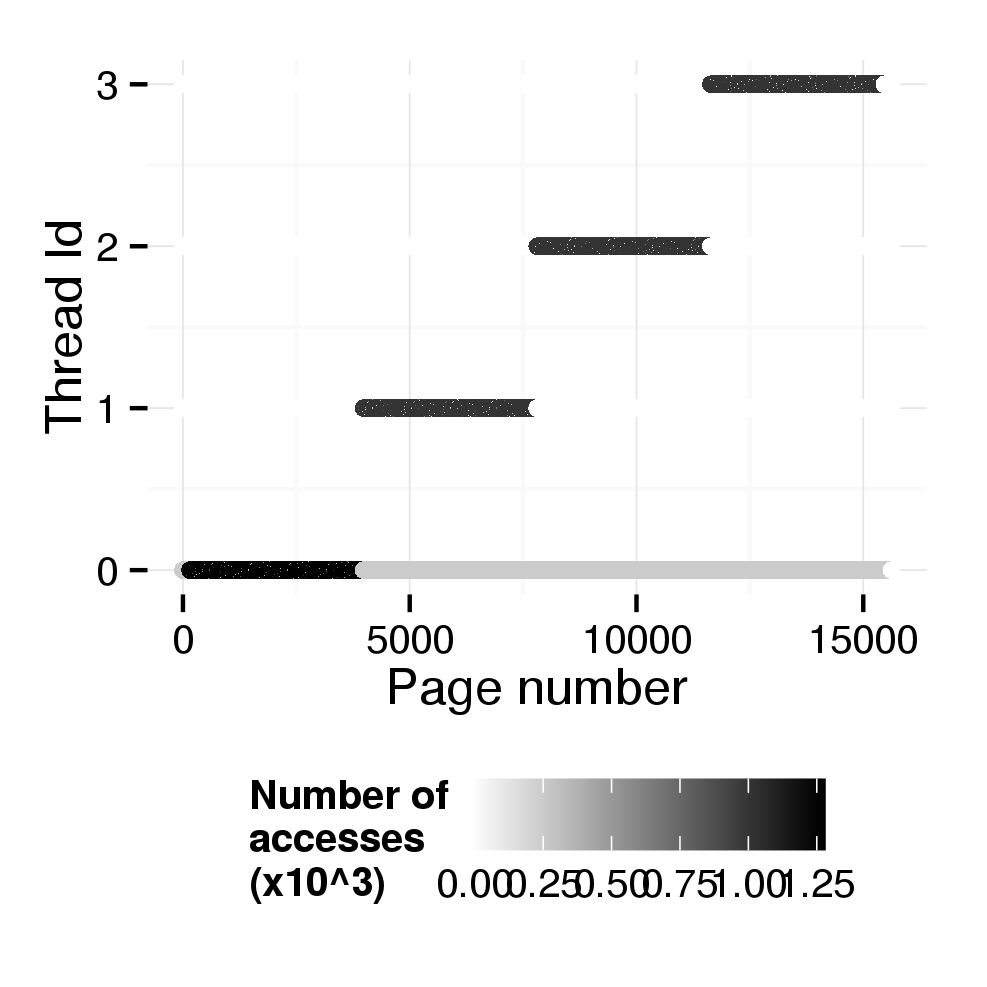 3
2
1
0
Thread Id
0 5000 10000 15000
Page number
Number of
accesses
(x10^3)
0.00 0.25 0.50 0.75 1.00 1.25